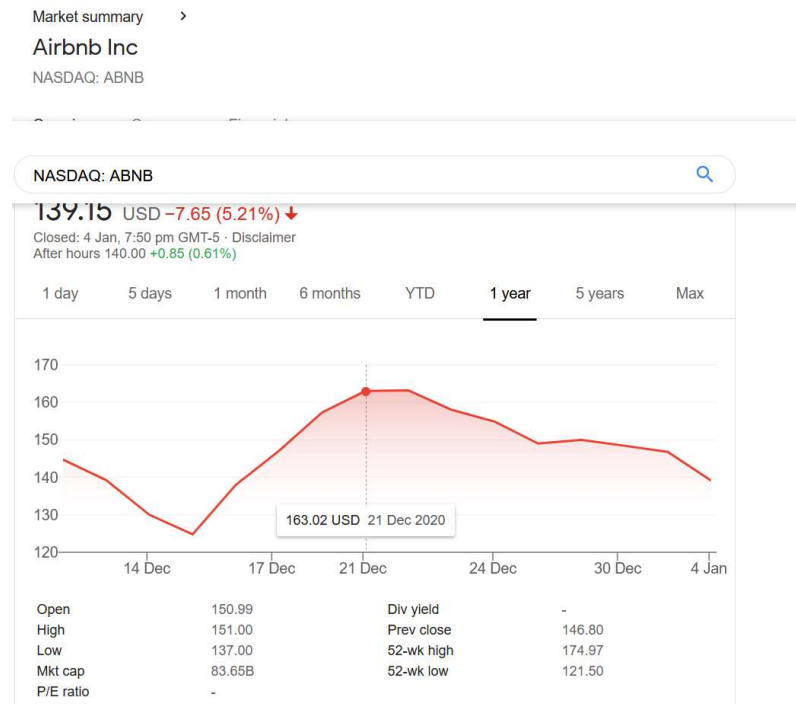 Market summary >
Airbnb Inc
NASDAQ: ABNB
NASDAQ: ABNB
139.15 USD −7.65 (5.21%)
Closed: 4 Jan, 7:50 pm GMT-5 · Disclaimer
After hours 140.00 +0.85 (0.61%)
1 day 5 days 1 month 6 months YTD 1 year 5 years Max
170
160
150
140
130
163.02 USD 21 Dec 2020
120
14 Dec 17 Dec 21 Dec 24 Dec 30 Dec 4 Jan
Open 150.99 Div yield -
High 151.00 Prev close 146.80
Low 137.00 52-wk high 174.97
Mkt cap 83.65B 52-wk low 121.50
P/E ratio -